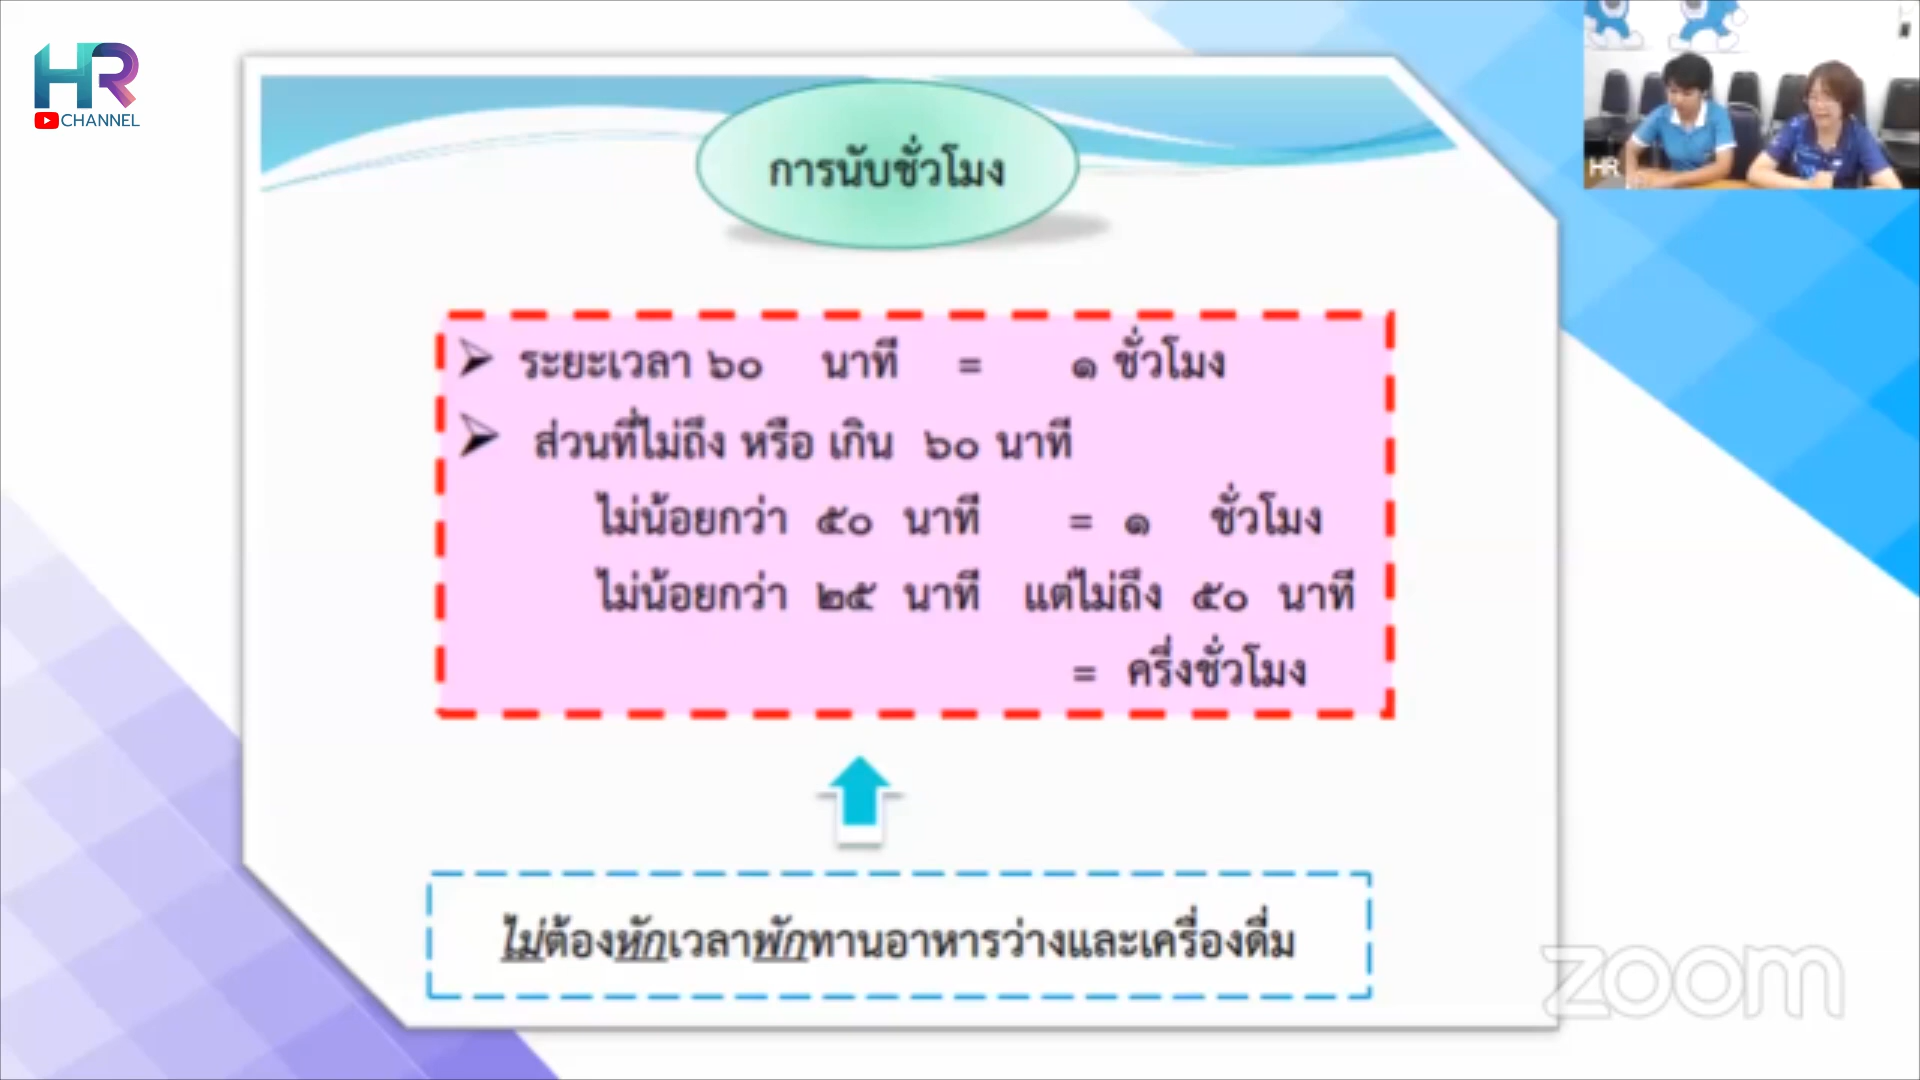 HR
CHANNEL
การนับชั่วโมง
HR
ระยะเวลา ๖๐ นาที = ๑ ชั่วโมง
ส่วนที่ไม่ถึง หรือ เกิน ๖๐ นาที
ไม่น้อยกว่า ๕๐ นาที = ๑ ชั่วโมง
ไม่น้อยกว่า ๒๕ นาที แต่ไม่ถึง ๕๐ นาที
= ครึ่งชั่วโมง
ไม่ต้องหักเวลาพักทานอาหารว่างและเครื่องดื่ม
zoom